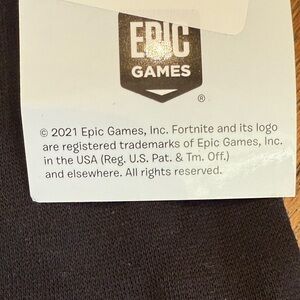 EPIC
GAMES
®
© 2021 Epic Games, Inc. Fortnite and its logo
are registered trademarks of Epic Games, Inc.
in the USA (Reg. U.S. Pat. & Tm. Off.)
and elsewhere. All rights reserved.